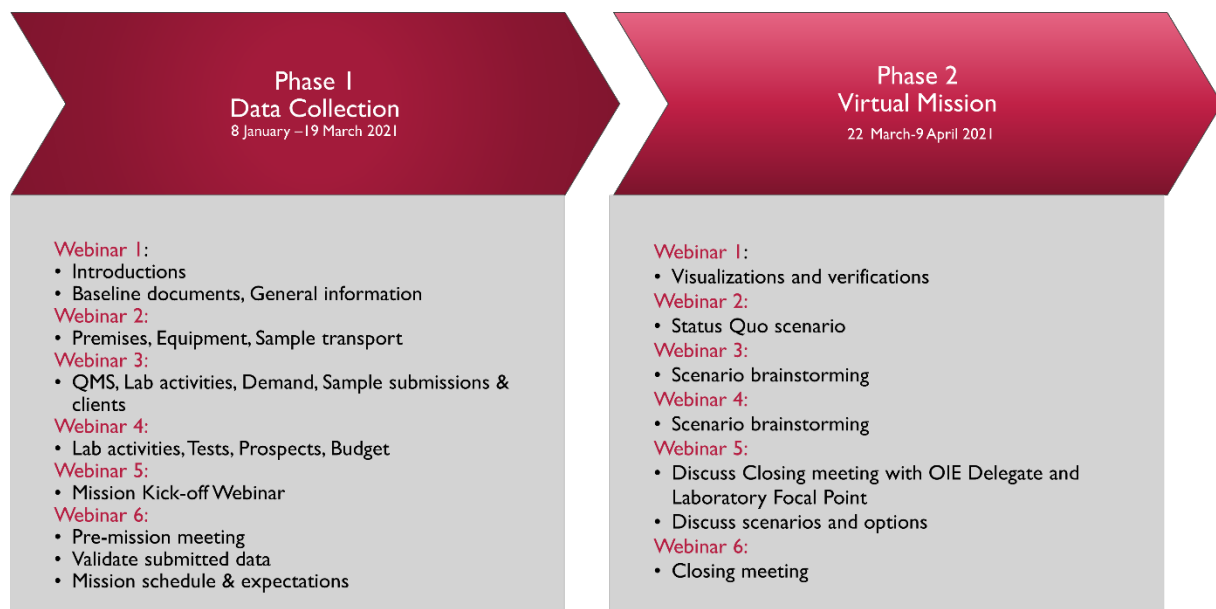 Phase 1
Data Collection
8 January –19 March 2021
Webinar 1:
• Introductions
• Baseline documents, General information
Webinar 2:
• Premises, Equipment, Sample transport
Webinar 3:
• QMS, Lab activities, Demand, Sample submissions &
clients
Webinar 4:
• Lab activities, Tests, Prospects, Budget
Webinar 5:
• Mission Kick-off Webinar
Webinar 6:
• Pre-mission meeting
• Validate submitted data
• Mission schedule & expectations
Phase 2
Virtual Mission
22 March-9 April 2021
Webinar 1:
• Visualizations and verifications
Webinar 2:
• Status Quo scenario
Webinar 3:
• Scenario brainstorming
Webinar 4:
• Scenario brainstorming
Webinar 5:
• Discuss Closing meeting with OIE Delegate and
Laboratory Focal Point
• Discuss scenarios and options
Webinar 6:
• Closing meeting